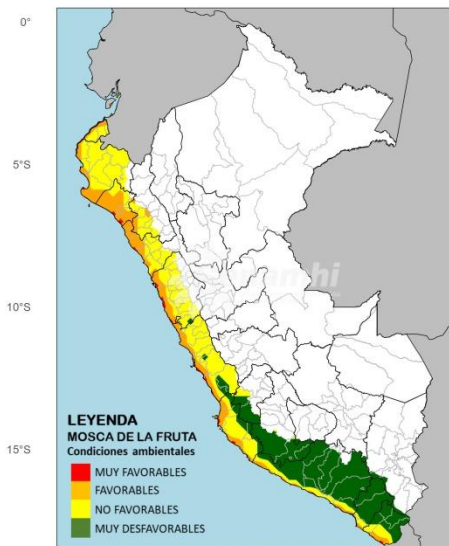 0°
5°S
10°S
15°S
LEYENDA
MOSCA DE LA FRUTA
Condiciones ambientales
MUY FAVORABLES
FAVORABLES
NO FAVORABLES
MUY DESFAVORABLES